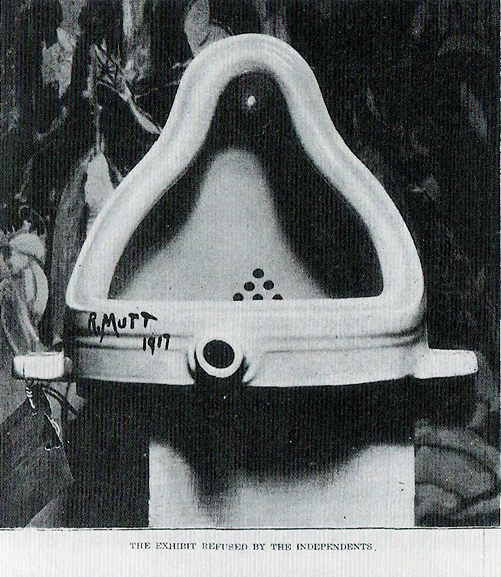 R. MUTT
1917
THE EXHIBIT REFUSED BY THE INDEPENDENTS.